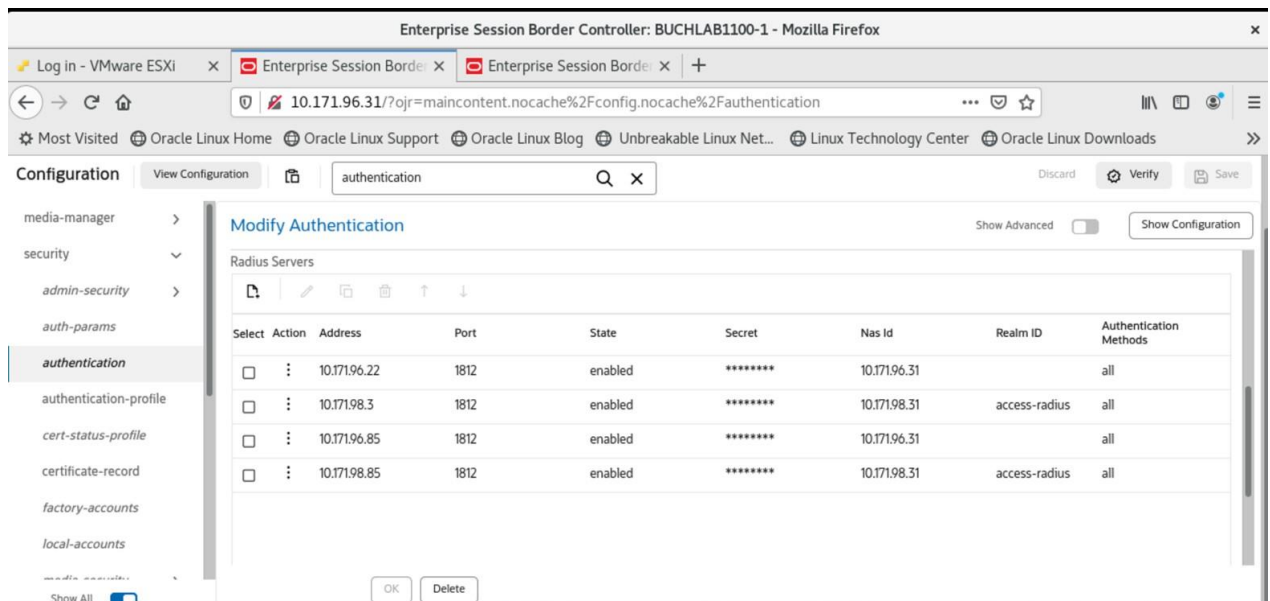 Enterprise Session Border Controller: BUCHLAB1100-1 - Mozilla Firefox
Log in - VMware ESXi
Enterprise Session Border
Enterprise Session Border
10.171.96.31/?ojr=maincontent.nocache%2Fconfig.nocache%2Fauthentication
Most Visited Oracle Linux Home Oracle Linux Support Oracle Linux Blog Unbreakable Linux Net... Linux Technology Center Oracle Linux Downloads
Configuration View Configuration authentication Discard Verify Save
media-manager
security
admin-security
auth-params
authentication
authentication-profile
cert-status-profile
certificate-record
factory-accounts
local-accounts
media-security
Show All
Modify Authentication Show Advanced Show Configuration
Radius Servers
Select Action Address Port State Secret Nas Id Realm ID Authentication Methods
10.171.96.22 1812 enabled ******** 10.171.96.31 all
10.171.98.3 1812 enabled ******** 10.171.98.31 access-radius all
10.171.96.85 1812 enabled ******** 10.171.96.31 all
10.171.98.85 1812 enabled ******** 10.171.98.31 access-radius all
OK Delete